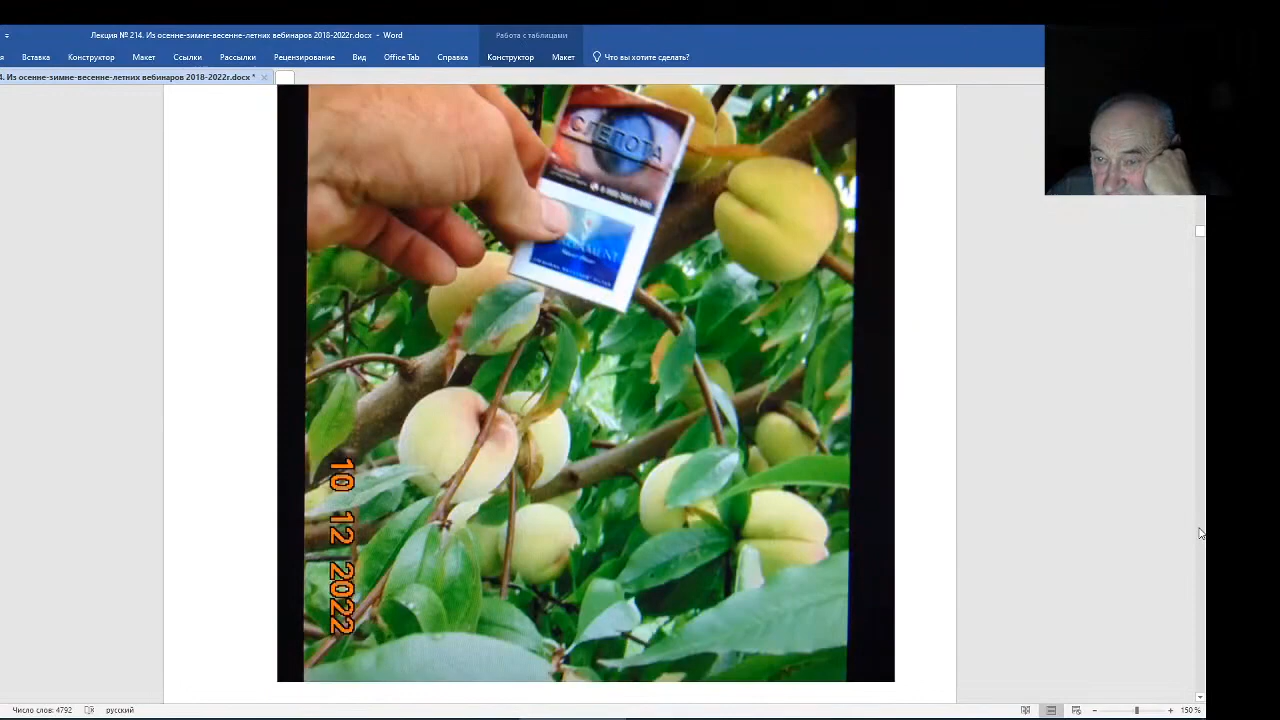 Лекция № 214. Из осенне-зимне-весенне-летних вебинаров 2018-2022г.docx - Word
Работа с таблицами
Вставка Конструктор Макет Ссылки Рассылки Рецензирование Вид Office Tab Справка Конструктор Макет Что вы хотите сделать?
4. Из осенне-зимне-весенне-летних вебинаров 2018-2022г.docx *
СЛЕПОТА
10 12 2022
Число слов: 4792 русский 150 %